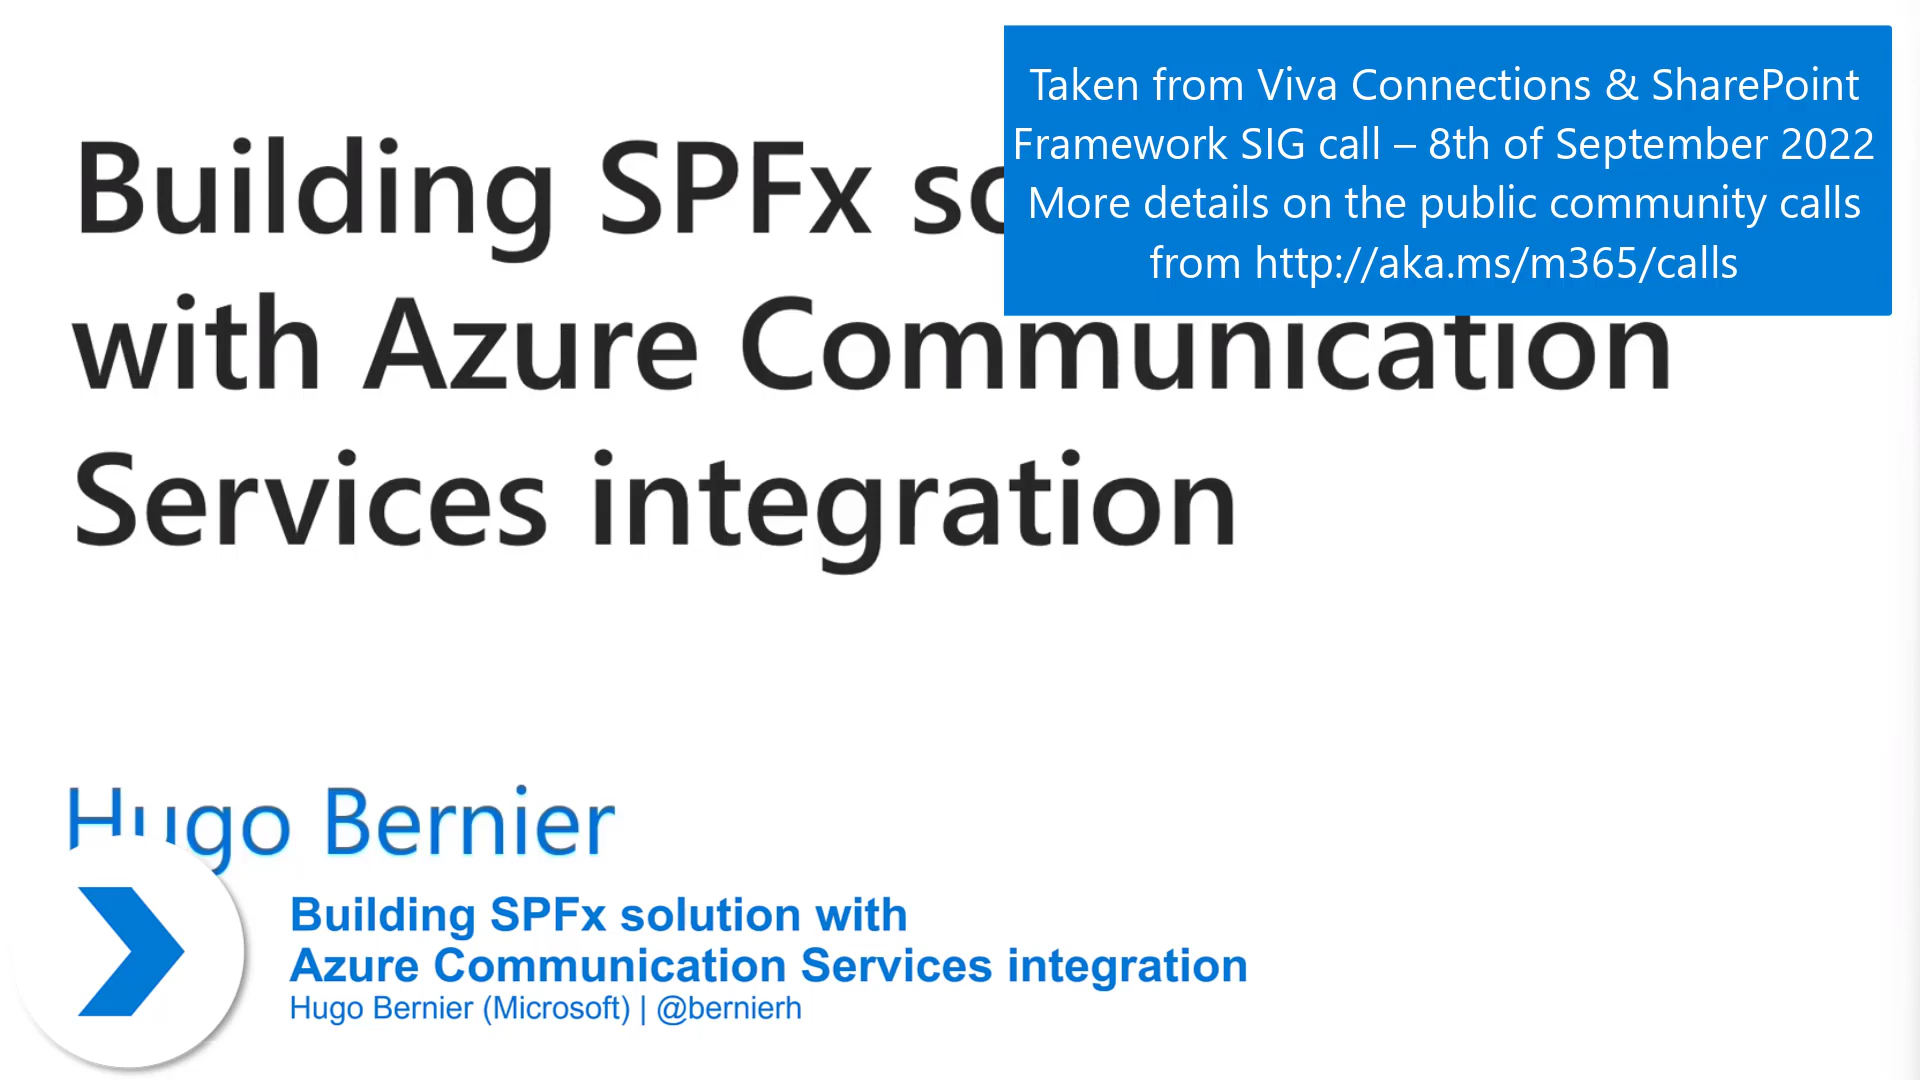 Taken from Viva Connections & SharePoint
Framework SIG call – 8th of September 2022
More details on the public community calls
from http://aka.ms/m365/calls
Building SPFx
with Azure Communication
Services integration
Hugo Bernier
Building SPFx solution with
Azure Communication Services integration
Hugo Bernier (Microsoft) | @bernierh